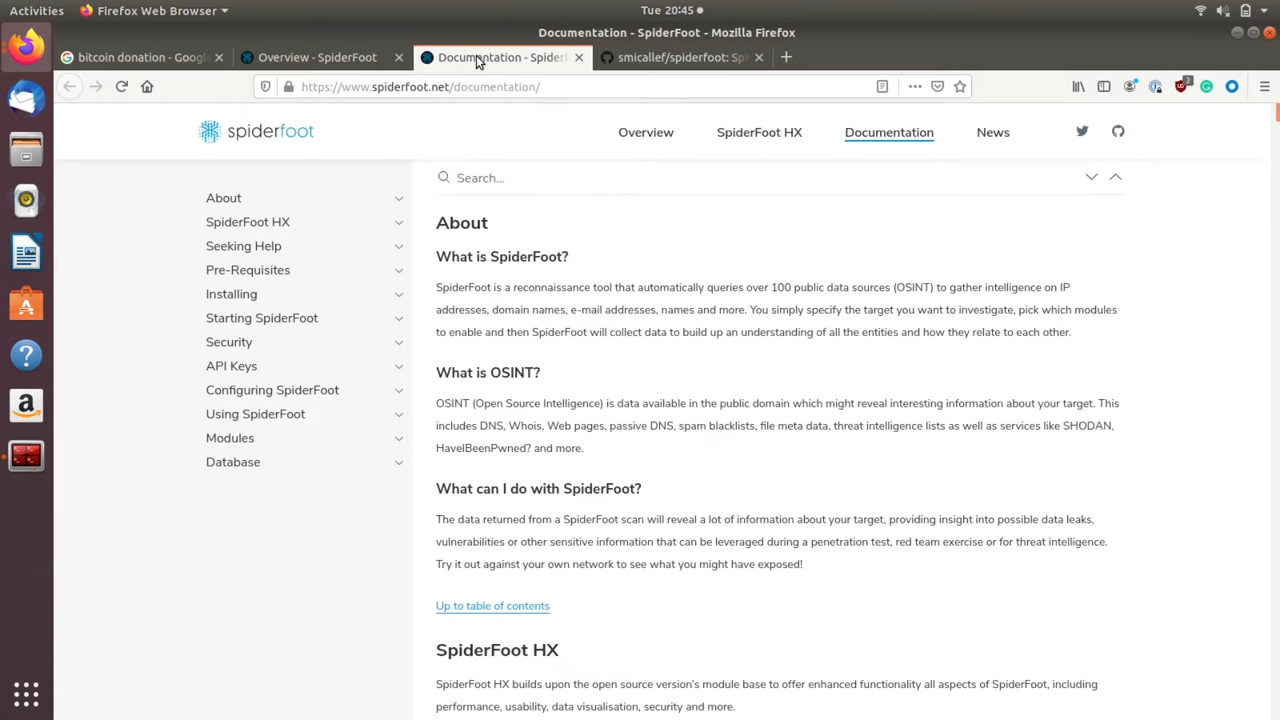 Activities
Firefox Web Browser
Tue 20:45
Documentation - SpiderFoot - Mozilla Firefox
bitcoin donation - Googl
Overview - SpiderFoot
Documentation - Spider
smicallef/spiderfoot: Sp
https://www.spiderfoot.net/documentation/
2
spiderfoot
Overview
SpiderFoot HX
Documentation
News
Search...
About
SpiderFoot HX
Seeking Help
Pre-Requisites
Installing
Starting SpiderFoot
Security
API Keys
Configuring SpiderFoot
Using SpiderFoot
Modules
Database
About
What is SpiderFoot?
SpiderFoot is a reconnaissance tool that automatically queries over 100 public data sources (OSINT) to gather intelligence on IP
addresses, domain names, e-mail addresses, names and more. You simply specify the target you want to investigate, pick which modules
to enable and then SpiderFoot will collect data to build up an understanding of all the entities and how they relate to each other.
What is OSINT?
OSINT (Open Source Intelligence) is data available in the public domain which might reveal interesting information about your target. This
includes DNS, Whois, Web pages, passive DNS, spam blacklists, file meta data, threat intelligence lists as well as services like SHODAN,
HaveIBeenPwned? and more.
What can I do with SpiderFoot?
The data returned from a SpiderFoot scan will reveal a lot of information about your target, providing insight into possible data leaks,
vulnerabilities or other sensitive information that can be leveraged during a penetration test, red team exercise or for threat intelligence.
Try it out against your own network to see what you might have exposed!
Up to table of contents
SpiderFoot HX
SpiderFoot HX builds upon the open source version's module base to offer enhanced functionality all aspects of SpiderFoot, including
performance, usability, data visualisation, security and more.